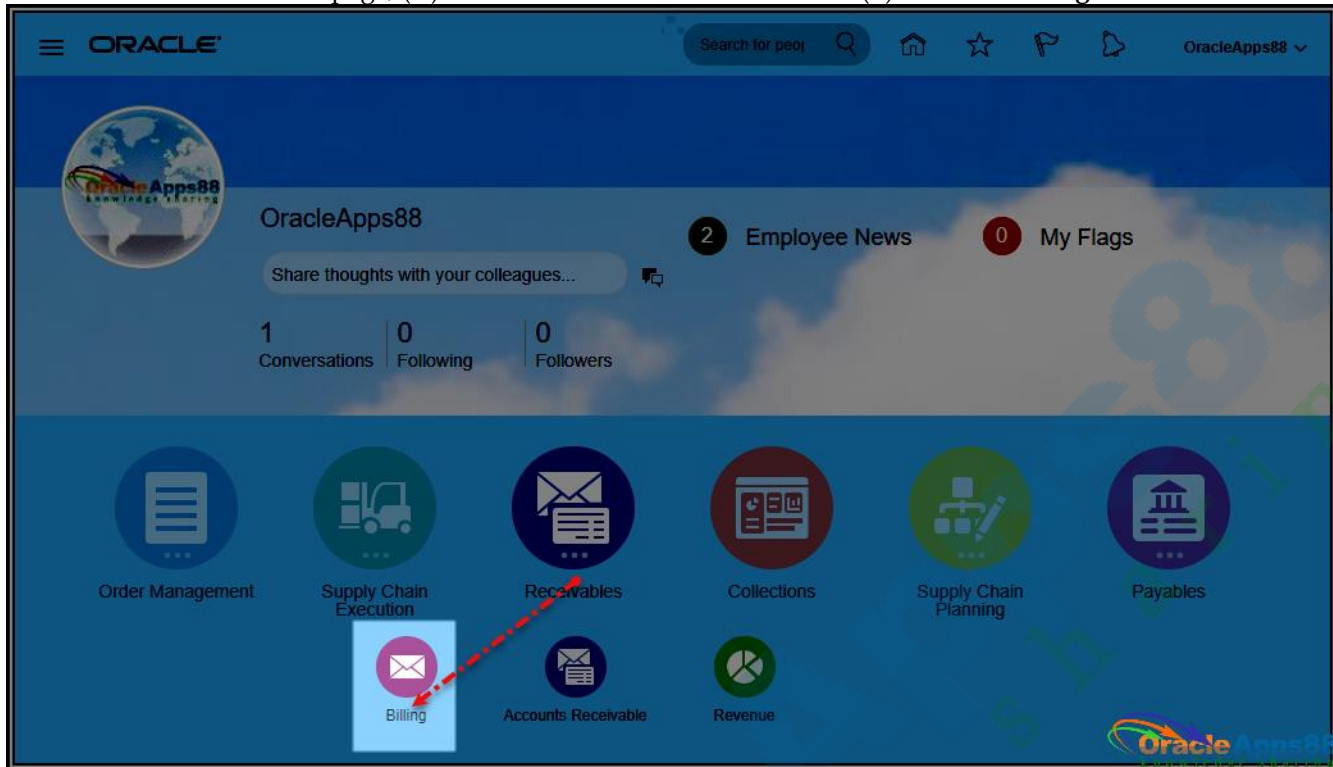 ORACLE
Search for peop
OracleApps88
OracleApps88
knowledge sharing
OracleApps88
Share thoughts with your colleagues...
2 Employee News
0 My Flags
1 0 0
Conversations Following Followers
Order Management
Supply Chain
Execution
Receivables
Collections
Supply Chain
Planning
Payables
Billing
Accounts Receivable
Revenue
OracleApps88